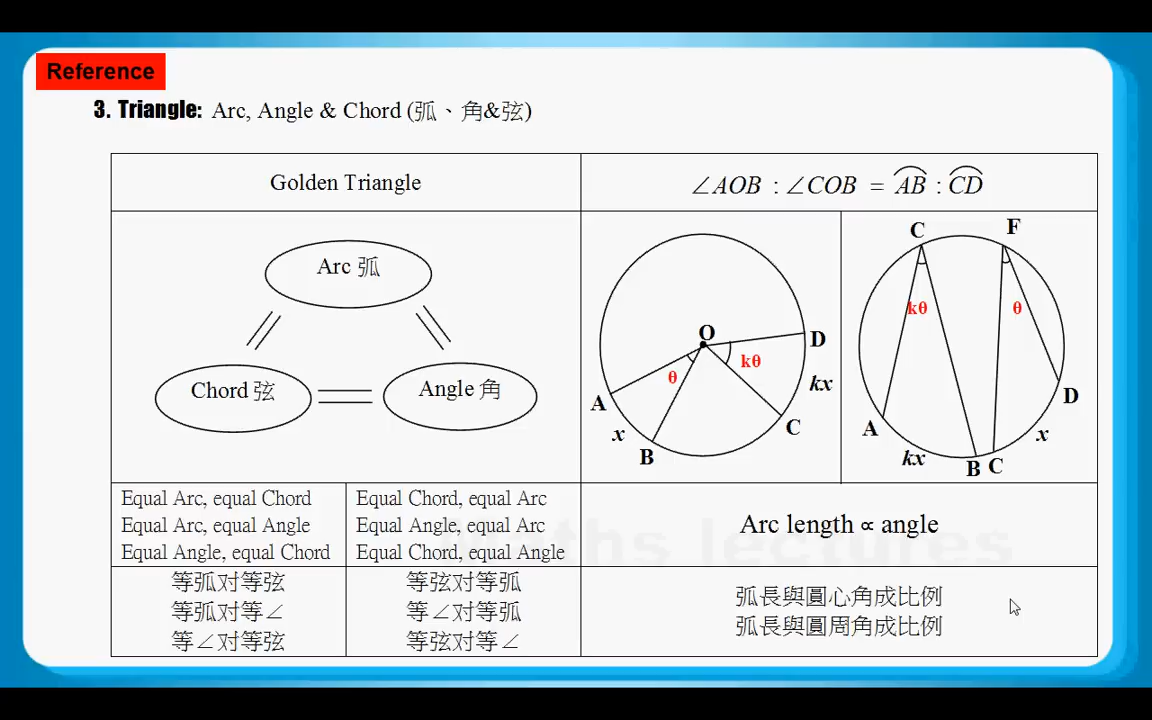 Reference
3. Triangle: Arc, Angle & Chord (弧、角&弦)
Golden Triangle
∠AOB : ∠COB = AB : CD
Arc 弧
Chord 弦
Angle 角
O
D
θ
kθ
A
kx
x
C
B
C
F
kθ
θ
D
A
x
kx
B
C
Equal Arc, equal Chord
Equal Arc, equal Angle
Equal Angle, equal Chord
Equal Chord, equal Arc
Equal Angle, equal Arc
Equal Chord, equal Angle
Arc length ∝ angle
Maths lectures
等弧对等弦
等弧对等∠
等∠对等弦
等弦对等弧
等∠对等弧
等弦对等∠
弧長與圓心角成比例
弧長與圓周角成比例